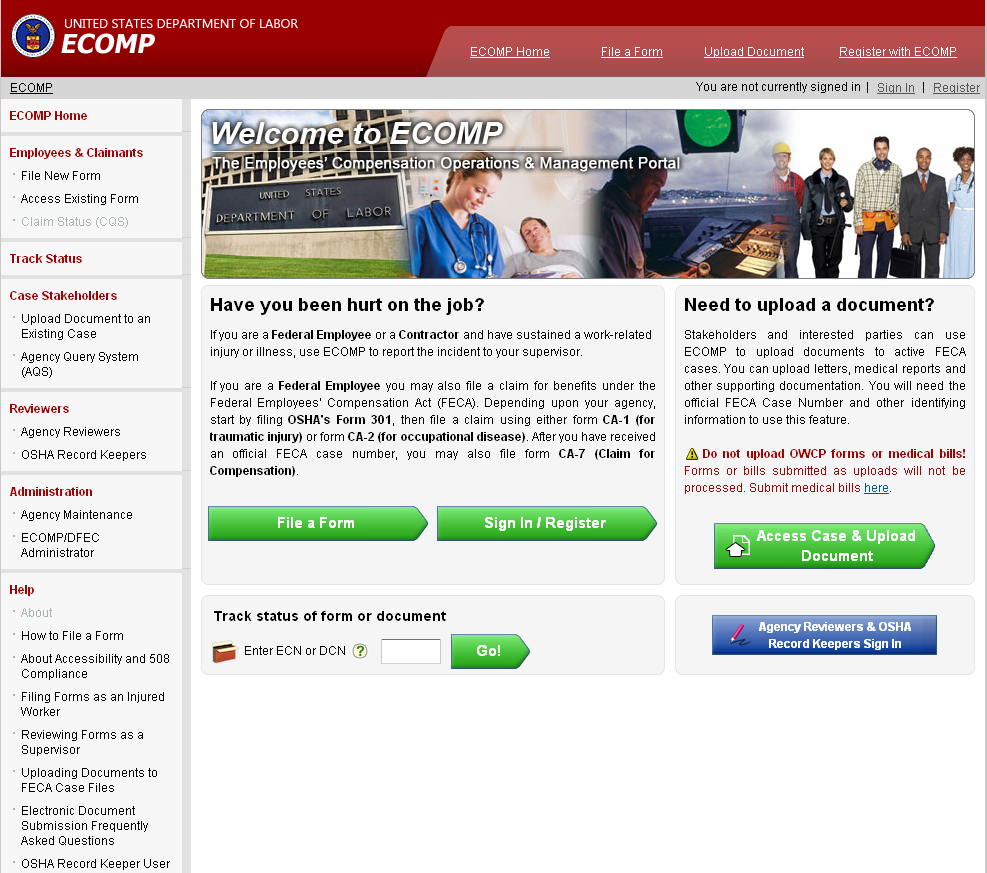 UNITED STATES DEPARTMENT OF LABOR
ECOMP
ECOMP Home
File a Form
Upload Document
Register with ECOMP
ECOMP
You are not currently signed in | Sign In | Register
ECOMP Home
Employees & Claimants
File New Form
Access Existing Form
Claim Status (CQS)
Track Status
Case Stakeholders
Upload Document to an
Existing Case
Agency Query System
(AQS)
Reviewers
Agency Reviewers
OSHA Record Keepers
Administration
Agency Maintenance
ECOMP/DFEC
Administrator
Help
About
How to File a Form
About Accessibility and 508
Compliance
Filing Forms as an Injured
Worker
Reviewing Forms as a
Supervisor
Uploading Documents to
FECA Case Files
Electronic Document
Submission Frequently
Asked Questions
OSHA Record Keeper User
Welcome to ECOMP
The Employees' Compensation Operations & Management Portal
UNITED STATES
DEPARTMENT OF LABOR
Have you been hurt on the job?
If you are a Federal Employee or a Contractor and have sustained a work-related
injury or illness, use ECOMP to report the incident to your supervisor.
If you are a Federal Employee you may also file a claim for benefits under the
Federal Employees' Compensation Act (FECA). Depending upon your agency,
start by filing OSHA's Form 301, then file a claim using either form CA-1 (for
traumatic injury) or form CA-2 (for occupational disease). After you have received
an official FECA case number, you may also file form CA-7 (Claim for
Compensation).
File a Form
Sign In / Register
Need to upload a document?
Stakeholders and interested parties can use
ECOMP to upload documents to active FECA
cases. You can upload letters, medical reports and
other supporting documentation. You will need the
official FECA Case Number and other identifying
information to use this feature.
Do not upload OWCP forms or medical bills!
Forms or bills submitted as uploads will not be
processed. Submit medical bills here.
Access Case & Upload
Document
Track status of form or document
Enter ECN or DCN ?
Go!
Agency Reviewers & OSHA
Record Keepers Sign In